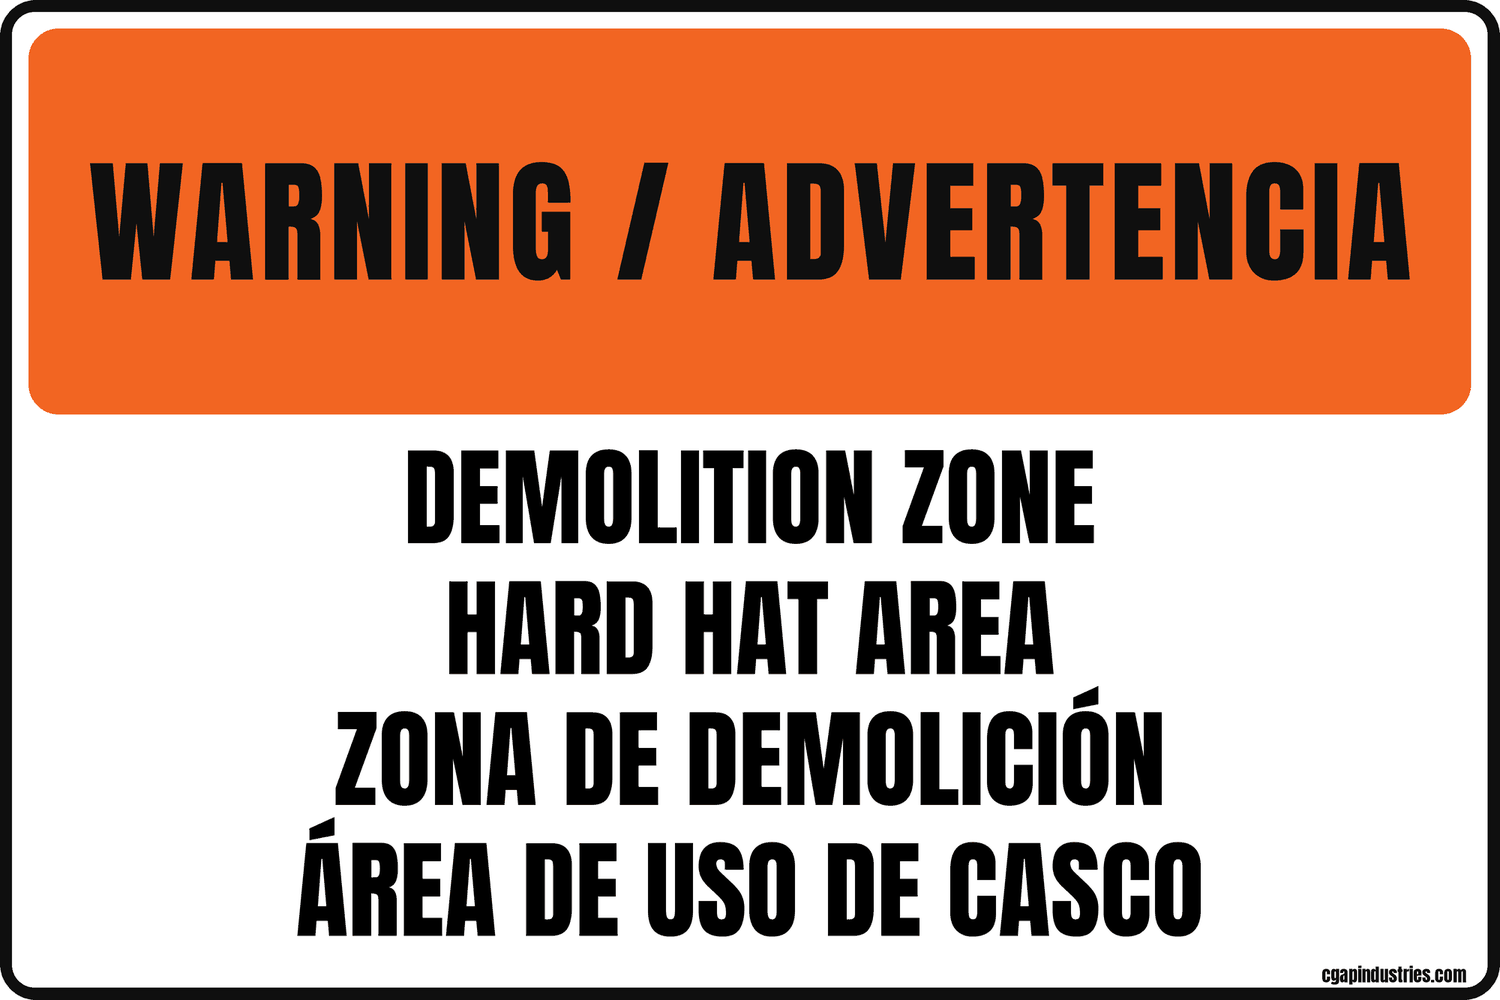 WARNING / ADVERTENCIA
DEMOLITION ZONE
HARD HAT AREA
ZONA DE DEMOLICIÓN
ÁREA DE USO DE CASCO
cgapindustries.com